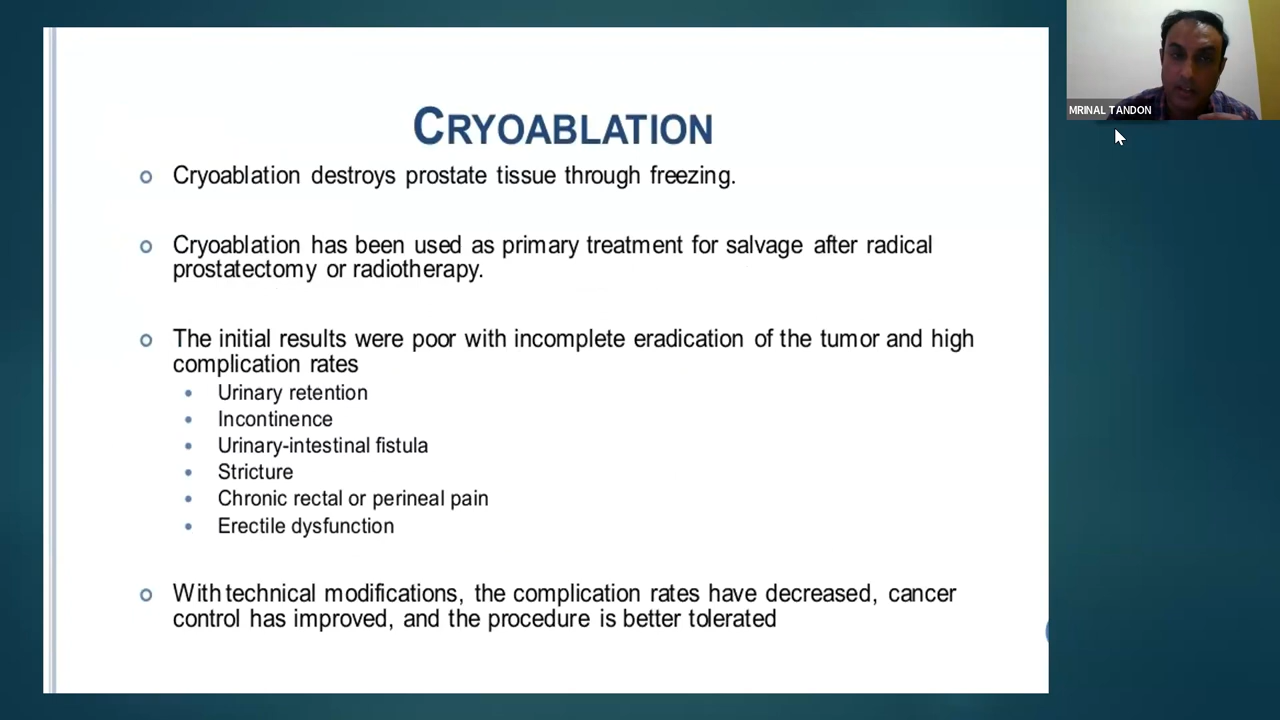 CRYOABLATION
Cryoablation destroys prostate tissue through freezing.
Cryoablation has been used as primary treatment for salvage after radical
prostatectomy or radiotherapy.
The initial results were poor with incomplete eradication of the tumor and high
complication rates
Urinary retention
Incontinence
Urinary-intestinal fistula
Stricture
Chronic rectal or perineal pain
Erectile dysfunction
With technical modifications, the complication rates have decreased, cancer
control has improved, and the procedure is better tolerated
MRINAL TANDON